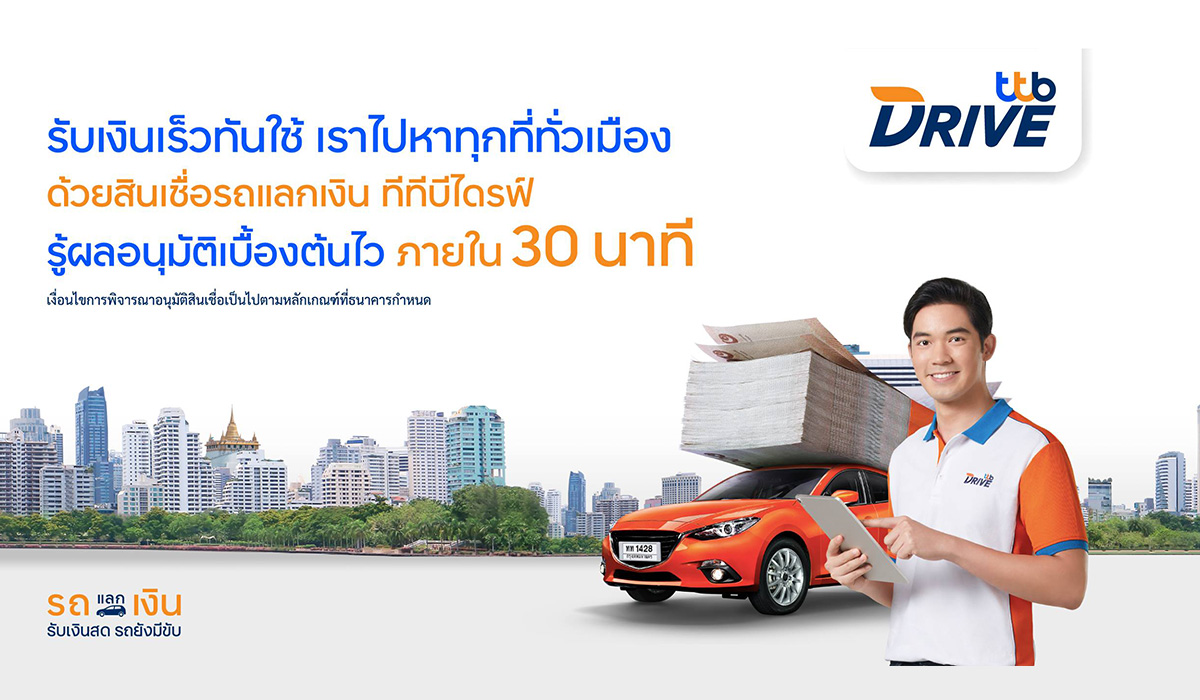 รับเงินเร็วทันใช้ เราไปหาทุกที่ทั่วเมือง
ด้วยสินเชื่อรถแลกเงิน ทีทีบีไดรฟ์
รู้ผลอนุมัติเบื้องต้นไว ภายใน 30 นาที
เงื่อนไขการพิจารณาอนุมัติสินเชื่อเป็นไปตามหลักเกณฑ์ที่ธนาคารกำหนด
ttb
DRIVE
ttb
DRIVE
1428
รถ แลก เงิน
รับเงินสด รถยังมีขับ